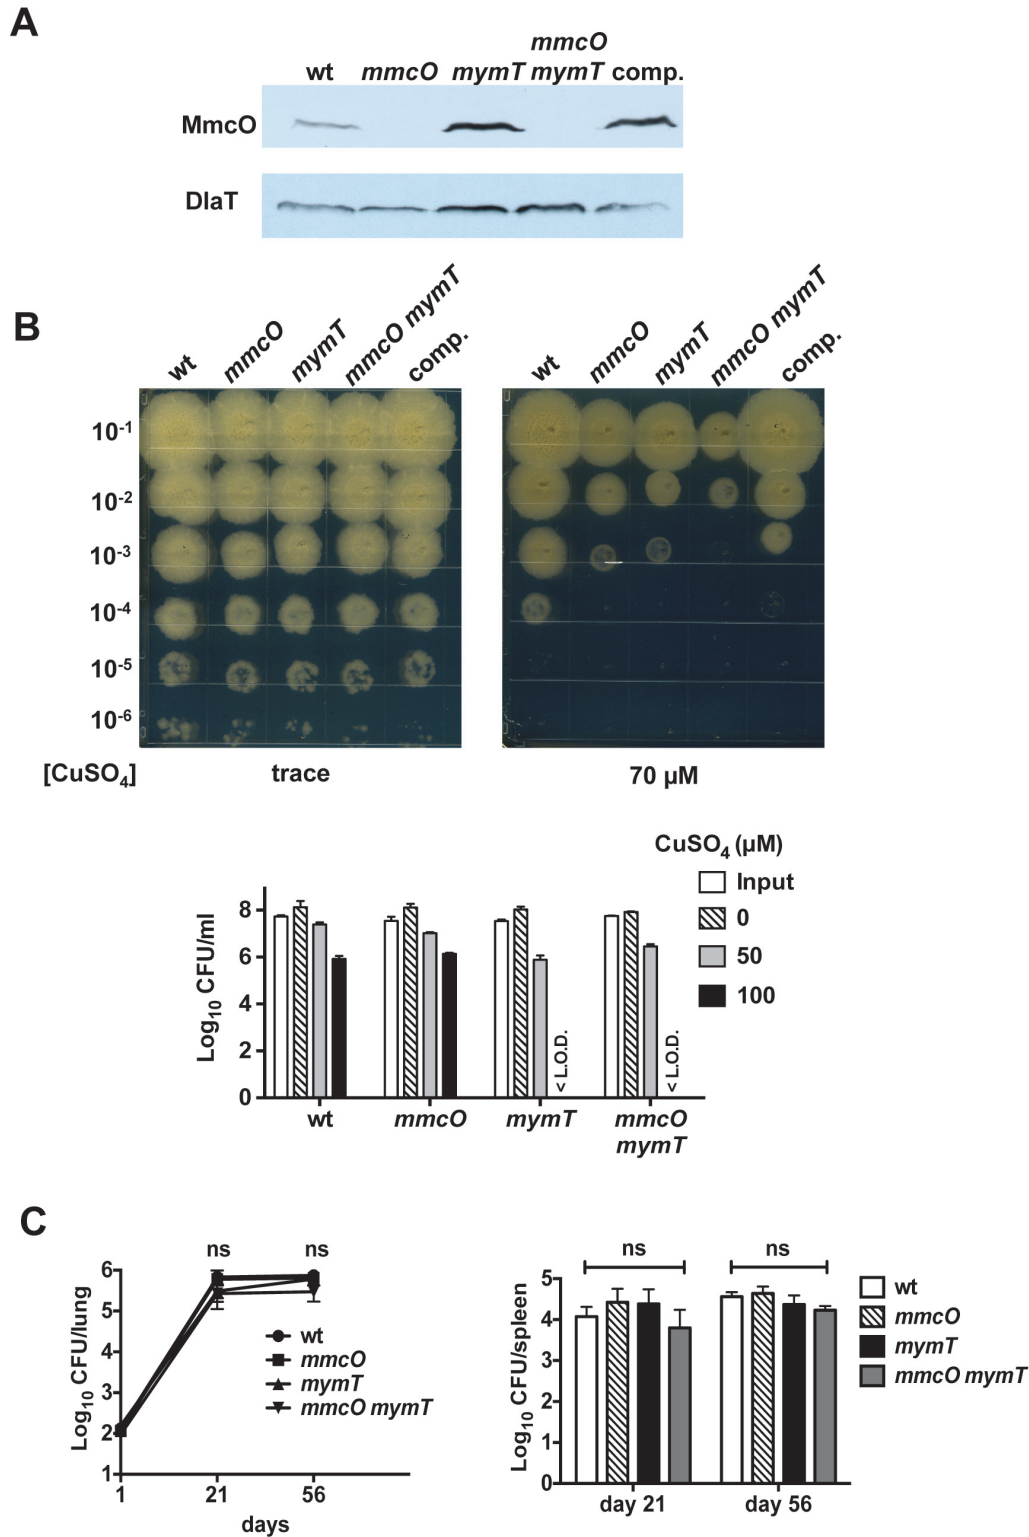 A
mmcO
wt mmcO mymT mymT comp.
MmcO
DlaT
B
wt mmcO mymT mmcO mymT comp.
wt mmcO mymT mmcO mymT comp.
10-1
10-2
10-3
10-4
10-5
10-6
[CuSO4] trace 70 µM
CuSO4 (µM)
Input
0
50
100
Log10 CFU/ml
8
6
4
2
0
< L.O.D.
< L.O.D.
wt mmcO mymT mmcO
mymT
C
ns ns
Log10 CFU/lung
6
5
4
3
2
1
wt
mmcO
mymT
mmcO mymT
1 21 56
days
ns ns
Log10 CFU/spleen
5
4
3
2
1
0
wt
mmcO
mymT
mmcO mymT
day 21 day 56